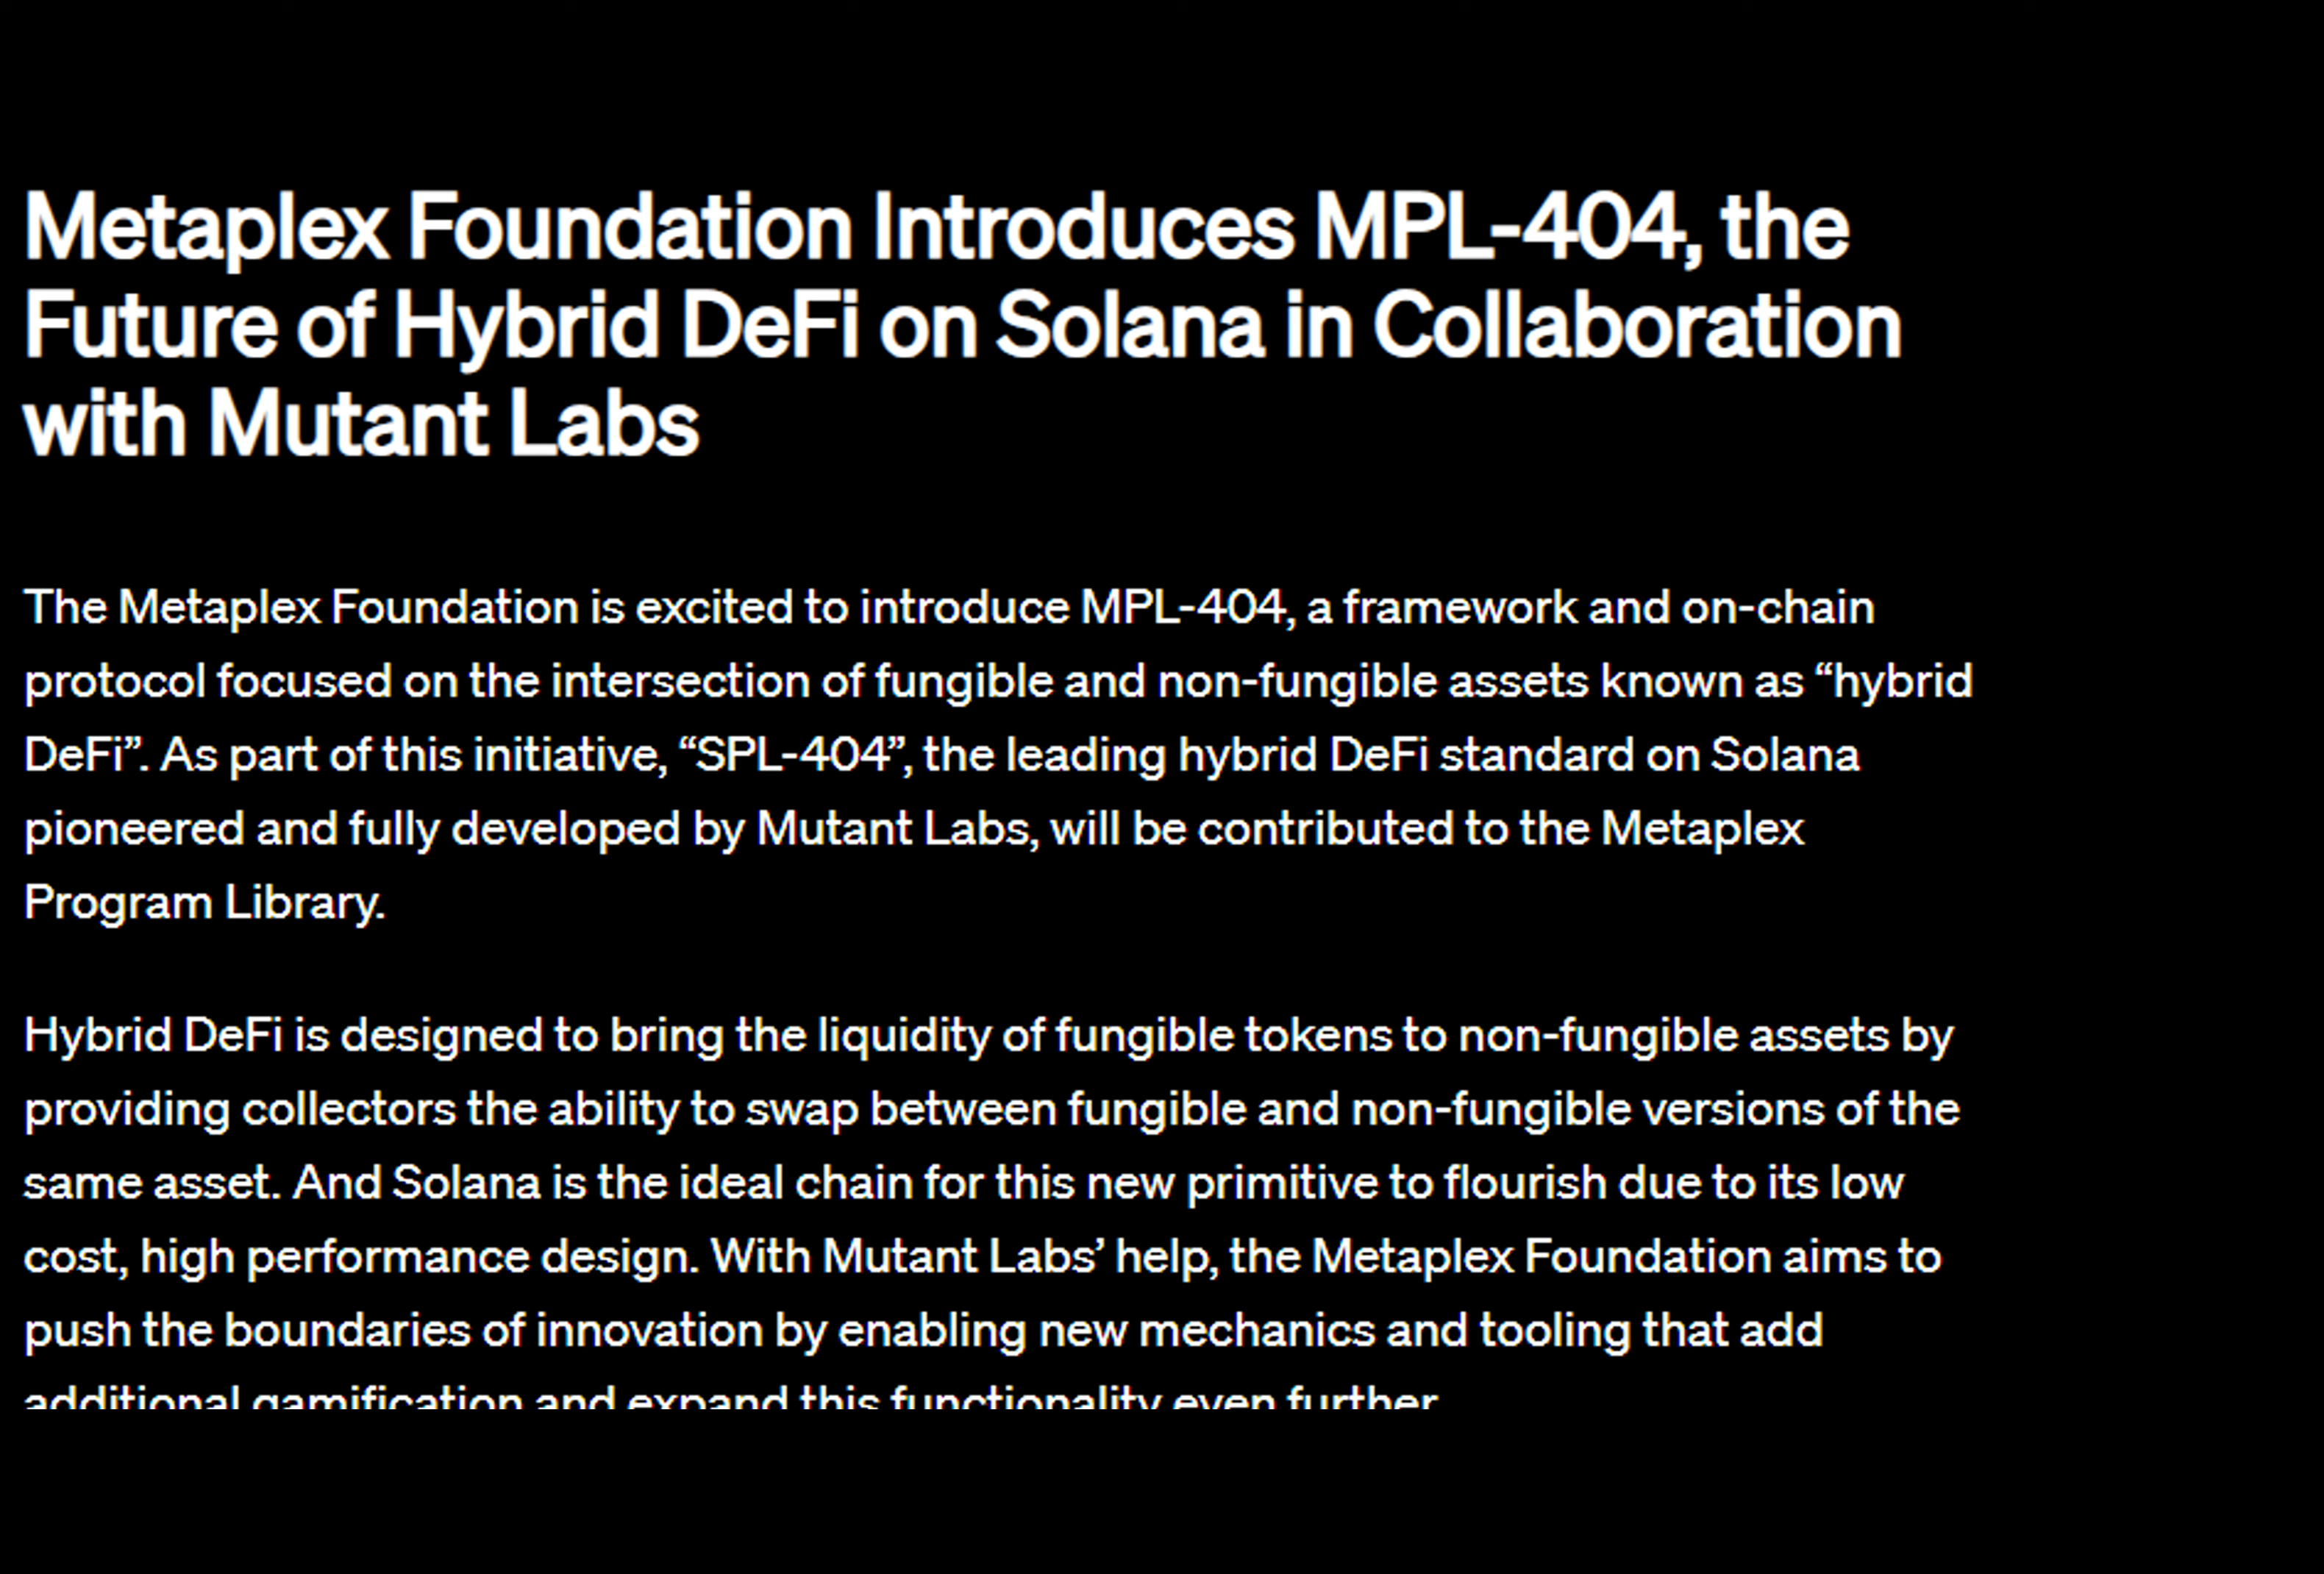 Metaplex Foundation Introduces MPL-404, the
Future of Hybrid DeFi on Solana in Collaboration
with Mutant Labs
The Metaplex Foundation is excited to introduce MPL-404, a framework and on-chain
protocol focused on the intersection of fungible and non-fungible assets known as “hybrid
DeFi”. As part of this initiative, “SPL-404”, the leading hybrid DeFi standard on Solana
pioneered and fully developed by Mutant Labs, will be contributed to the Metaplex
Program Library.
Hybrid DeFi is designed to bring the liquidity of fungible tokens to non-fungible assets by
providing collectors the ability to swap between fungible and non-fungible versions of the
same asset. And Solana is the ideal chain for this new primitive to flourish due to its low
cost, high performance design. With Mutant Labs’ help, the Metaplex Foundation aims to
push the boundaries of innovation by enabling new mechanics and tooling that add
additional gamification and expand this functionality even further